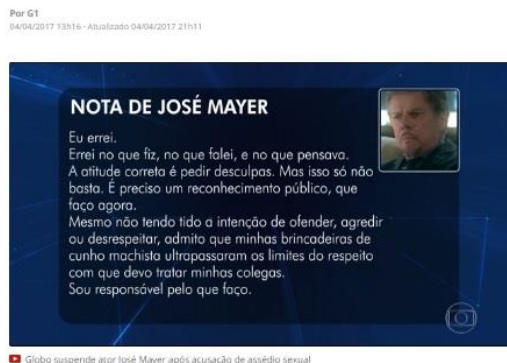 Por G1
04/04/2017 13h16 · Atualizado 04/04/2017 21h11
NOTA DE JOSÉ MAYER
Eu errei.
Errei no que fiz, no que falei, e no que pensava.
A atitude correta é pedir desculpas. Mas isso só não
basta. É preciso um reconhecimento público, que
faço agora.
Mesmo não tendo tido a intenção de ofender, agredir
ou desrespeitar, admito que minhas brincadeiras de
cunho machista ultrapassaram os limites do respeito
com que devo tratar minhas colegas.
Sou responsável pelo que faço.
Globo suspende ator José Mayer após acusação de assédio sexual